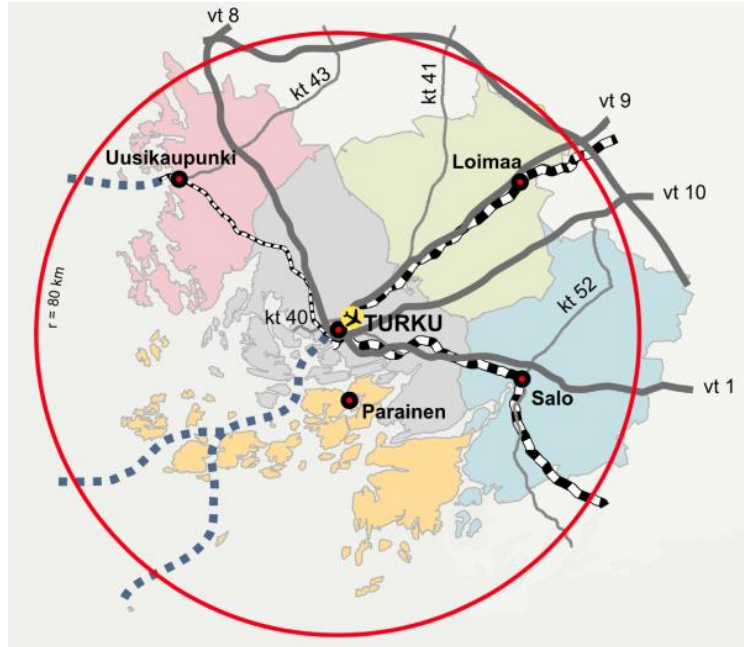 vt 8
kt 43
kt 41
vt 9
Uusikaupunki
Loimaa
vt 10
r = 80 km
kt 52
kt 40
TURKU
Salo
vt 1
Parainen